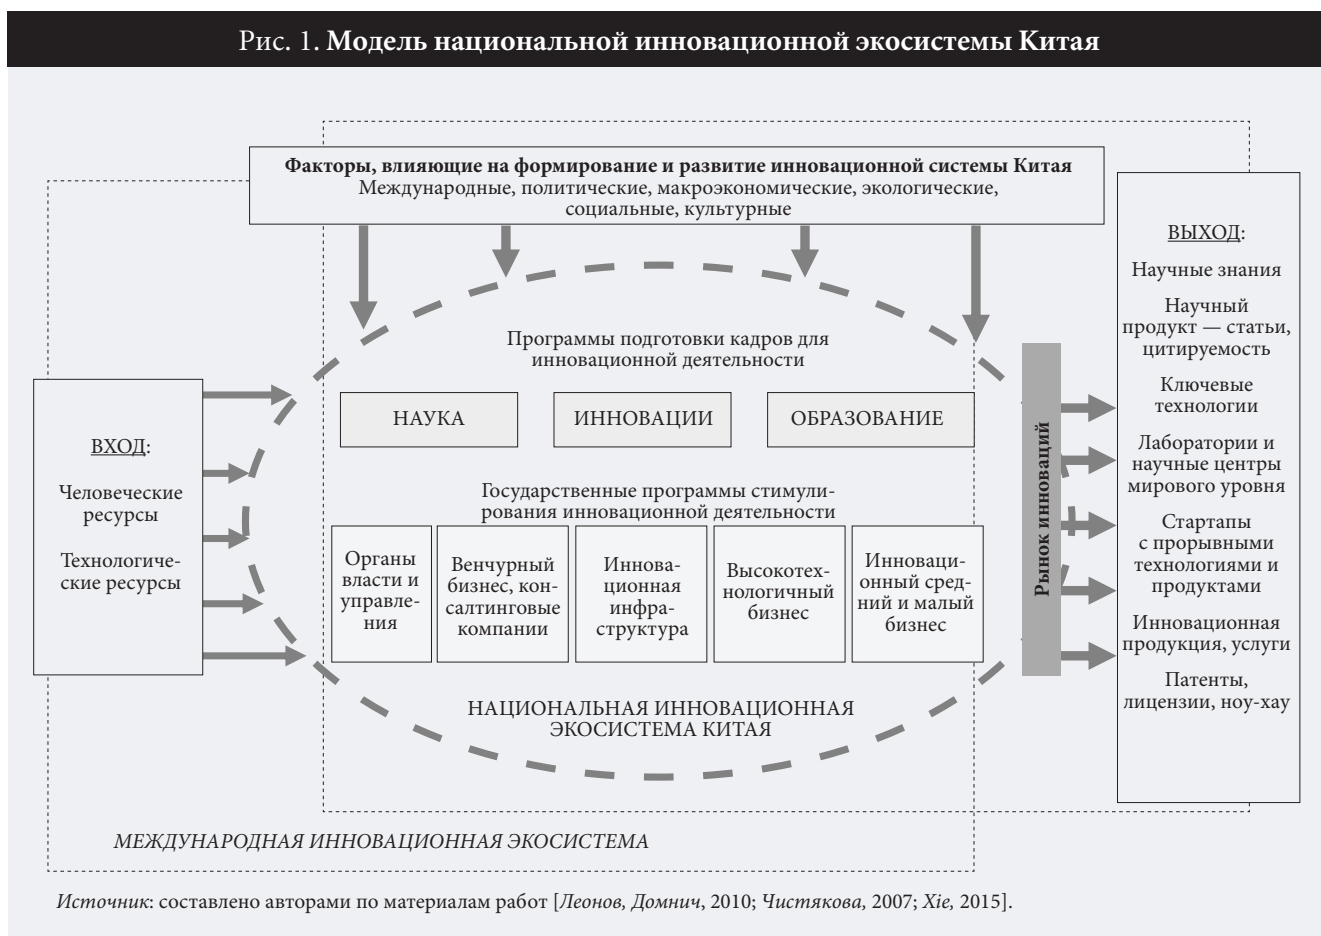 Рис. 1. Модель национальной инновационной экосистемы Китая
Факторы, влияющие на формирование и развитие инновационной системы Китая
Международные, политические, макроэкономические, экологические,
социальные, культурные
ВХОД:
Человеческие
ресурсы
Технологиче-
ские ресурсы
Программы подготовки кадров для
инновационной деятельности
НАУКА
ИННОВАЦИИ
ОБРАЗОВАНИЕ
Государственные программы стимули-
рования инновационной деятельности
Органы
власти и
управле-
ния
Венчурный
бизнес, кон-
салтинговые
компании
Иннова-
ционная
инфра-
структура
Высокотех-
нологичный
бизнес
Инноваци-
онный сред-
ний и малый
бизнес
НАЦИОНАЛЬНАЯ ИННОВАЦИОННАЯ
ЭКОСИСТЕМА КИТАЯ
Рынок инноваций
ВЫХОД:
Научные знания
Научный
продукт — статьи,
цитируемость
Ключевые
технологии
Лаборатории и
научные центры
мирового уровня
Стартапы
с прорывными
технологиями и
продуктами
Инновационная
продукция, услуги
Патенты,
лицензии, ноу-хау
МЕЖДУНАРОДНАЯ ИННОВАЦИОННАЯ ЭКОСИСТЕМА
Источник: составлено авторами по материалам работ [Леонов, Домнич, 2010; Чистякова, 2007; Xie, 2015].